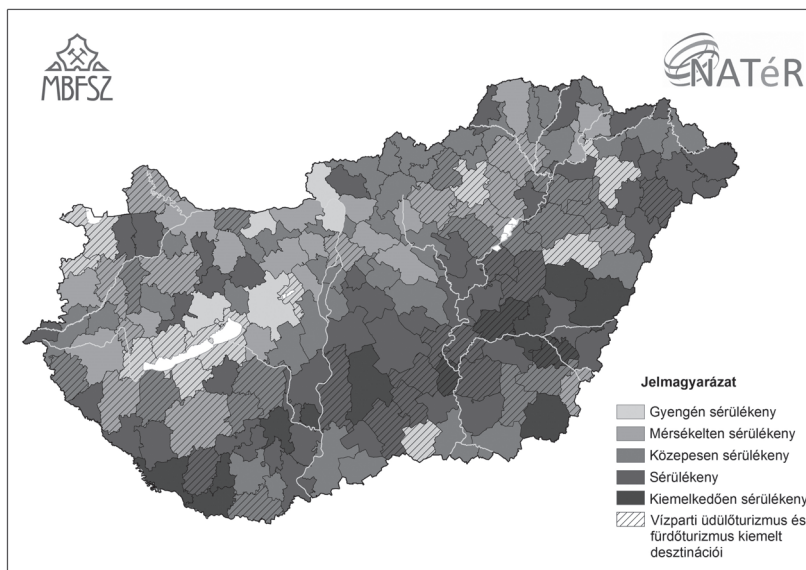 MBFSZ
NATéR
Jelmagyarázat
Gyengén sérülékeny
Mérsékelten sérülékeny
Közepesen sérülékeny
Sérülékeny
Kiemelkedően sérülékeny
Vízparti üdülőturizmus és
fürdőturizmus kiemelt
desztinációi